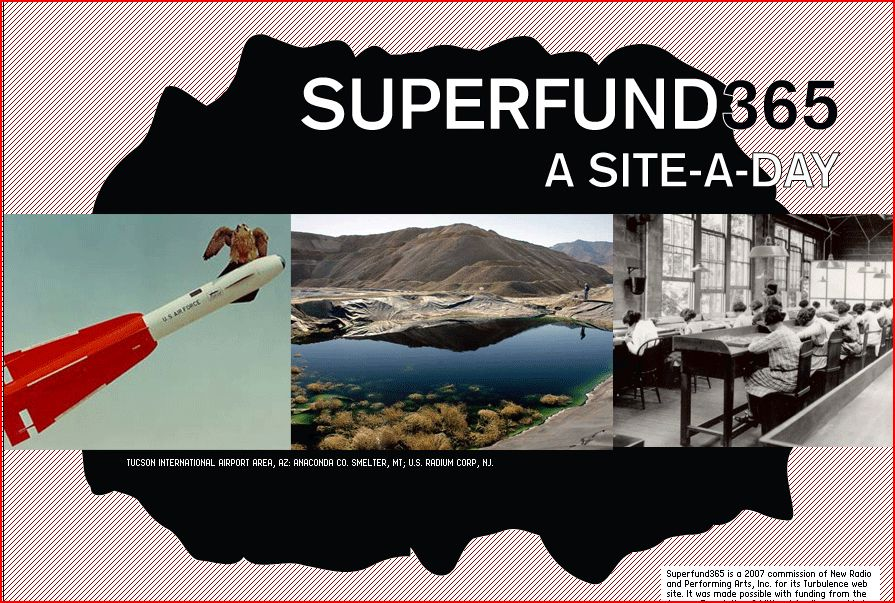 SUPERFUND365
A SITE-A-DAY
U.S. AIR FORCE
TUCSON INTERNATIONAL AIRPORT AREA, AZ; ANACONDA CO. SMELTER, MT; U.S. RADIUM CORP, NJ.
Superfund365 is a 2007 commission of New Radio
and Performing Arts, Inc. for its Turbulence web
site. It was made possible with funding from the